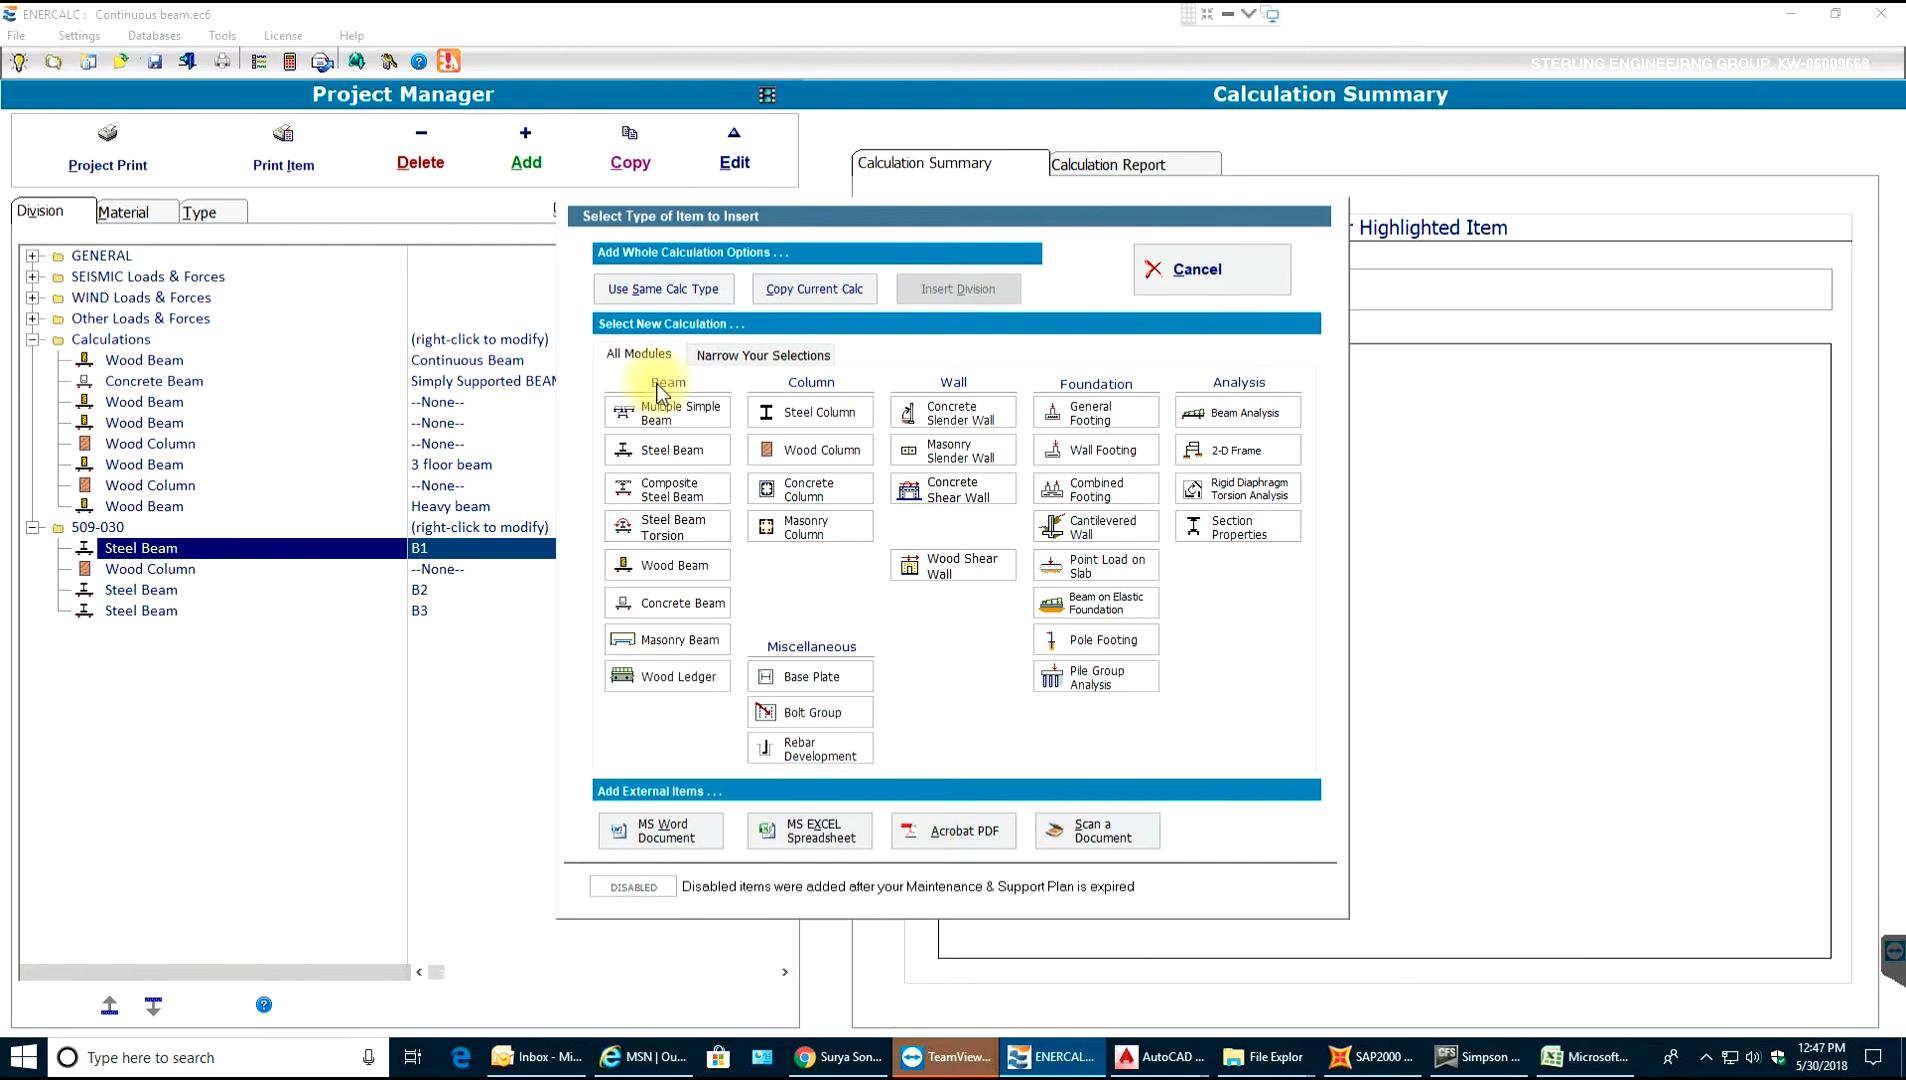 ENERCALC : Continuous beam.ec6
File Settings Databases Tools License Help
STERLING ENGINEEIRNG GROUP, KW-06009668
Project Manager
Calculation Summary
Project Print
Print Item
Delete
Add
Copy
Edit
Calculation Summary
Calculation Report
Division
Material
Type
r Highlighted Item
GENERAL
SEISMIC Loads & Forces
WIND Loads & Forces
Other Loads & Forces
Calculations (right-click to modify)
Wood Beam Continuous Beam
Concrete Beam Simply Supported BEAM
Wood Beam --None--
Wood Beam --None--
Wood Column --None--
Wood Beam 3 floor beam
Wood Column --None--
Wood Beam Heavy beam
509-030 (right-click to modify)
Steel Beam B1
Wood Column --None--
Steel Beam B2
Steel Beam B3
Select Type of Item to Insert
Add Whole Calculation Options . . .
Use Same Calc Type
Copy Current Calc
Insert Division
Cancel
Select New Calculation . . .
All Modules
Narrow Your Selections
Beam
Multiple Simple
Beam
Steel Beam
Composite
Steel Beam
Steel Beam
Torsion
Wood Beam
Concrete Beam
Masonry Beam
Wood Ledger
Column
Steel Column
Wood Column
Concrete
Column
Masonry
Column
Miscellaneous
Base Plate
Bolt Group
Rebar
Development
Wall
Concrete
Slender Wall
Masonry
Slender Wall
Concrete
Shear Wall
Wood Shear
Wall
Foundation
General
Footing
Wall Footing
Combined
Footing
Cantilevered
Wall
Point Load on
Slab
Beam on Elastic
Foundation
Pole Footing
Pile Group
Analysis
Analysis
Beam Analysis
2-D Frame
Rigid Diaphragm
Torsion Analysis
Section
Properties
Add External Items . . .
MS Word
Document
MS EXCEL
Spreadsheet
Acrobat PDF
Scan a
Document
DISABLED
Disabled items were added after your Maintenance & Support Plan is expired
Type here to search
Inbox - Mi...
MSN | Ou...
Surya Son...
TeamView...
ENERCAL...
AutoCAD ...
File Explor
SAP2000 ...
CFS
Simpson ...
Microsoft...
12:47 PM
5/30/2018